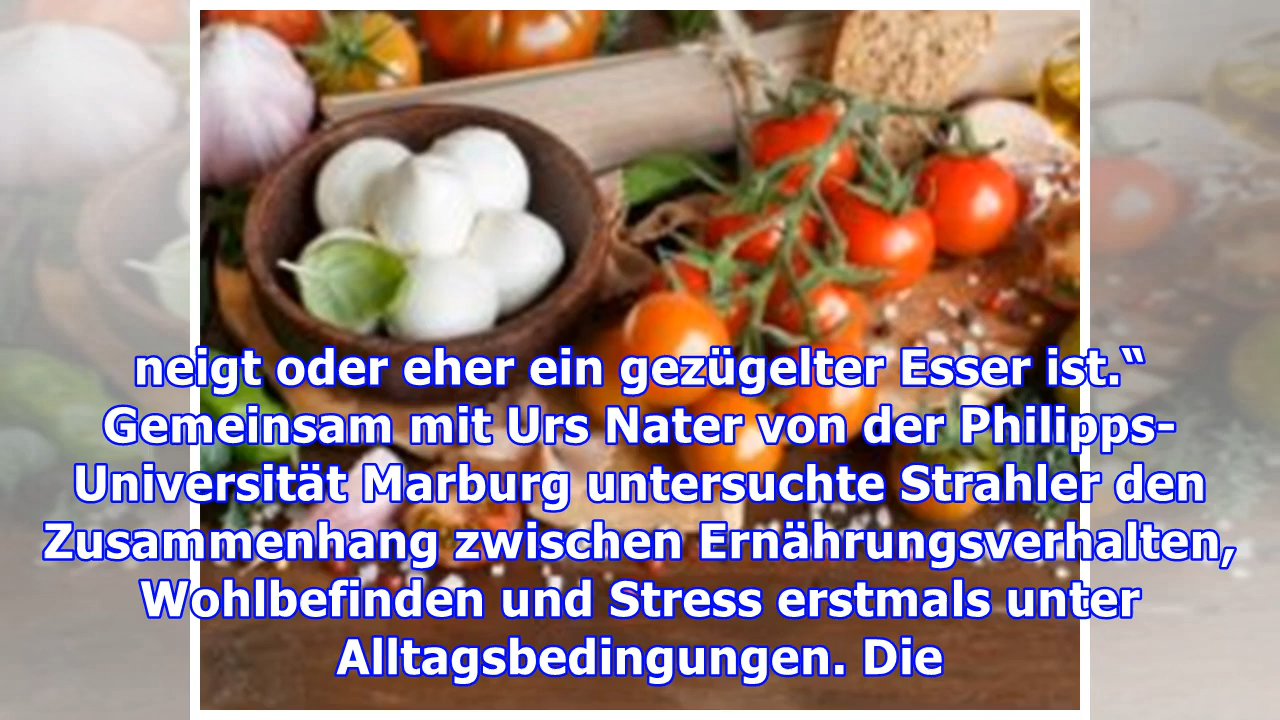 neigt oder eher ein gezügelter Esser ist.“
Gemeinsam mit Urs Nater von der Philipps-
Universität Marburg untersuchte Strahler den
Zusammenhang zwischen Ernährungsverhalten,
Wohlbefinden und Stress erstmals unter
Alltagsbedingungen. Die